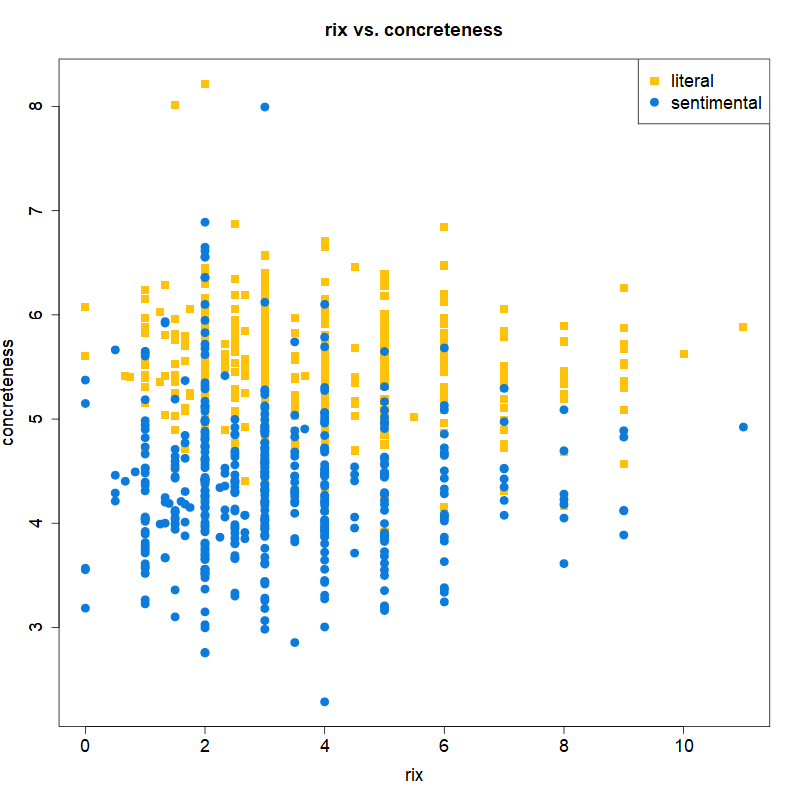 rix vs. concreteness
literal
sentimental
8
7
6
5
4
3
concreteness
0 2 4 6 8 10
rix